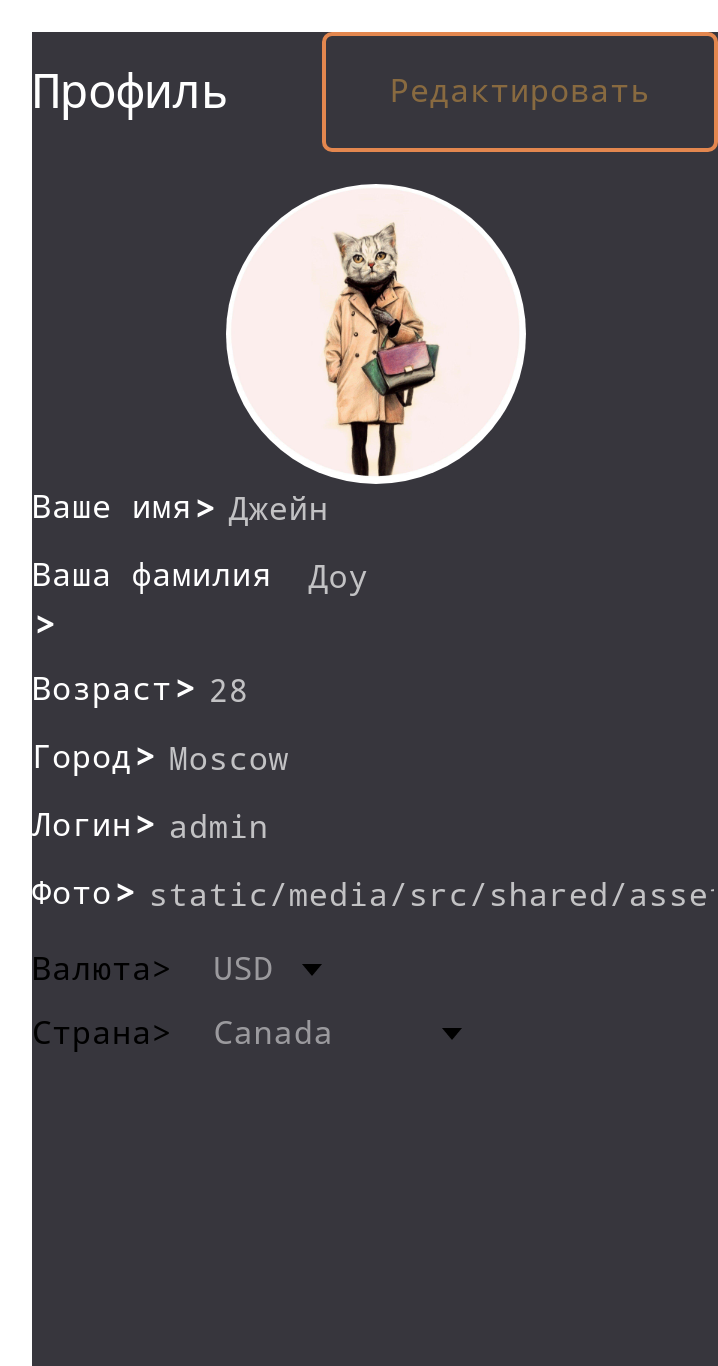 Профиль Редактировать
Ваше имя> Джейн
Ваша фамилия Доу
>
Возраст> 28
Город> Moscow
Логин> admin
Фото> static/media/src/shared/asse
Валюта> USD
Страна> Canada